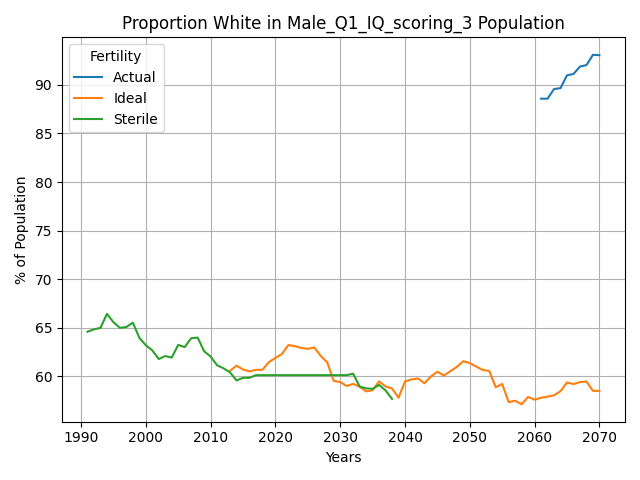 Proportion White in Male_Q1_IQ_scoring_3 Population
Fertility
Actual
Ideal
Sterile
% of Population
90
85
80
75
70
65
60
1990 2000 2010 2020 2030 2040 2050 2060 2070
Years